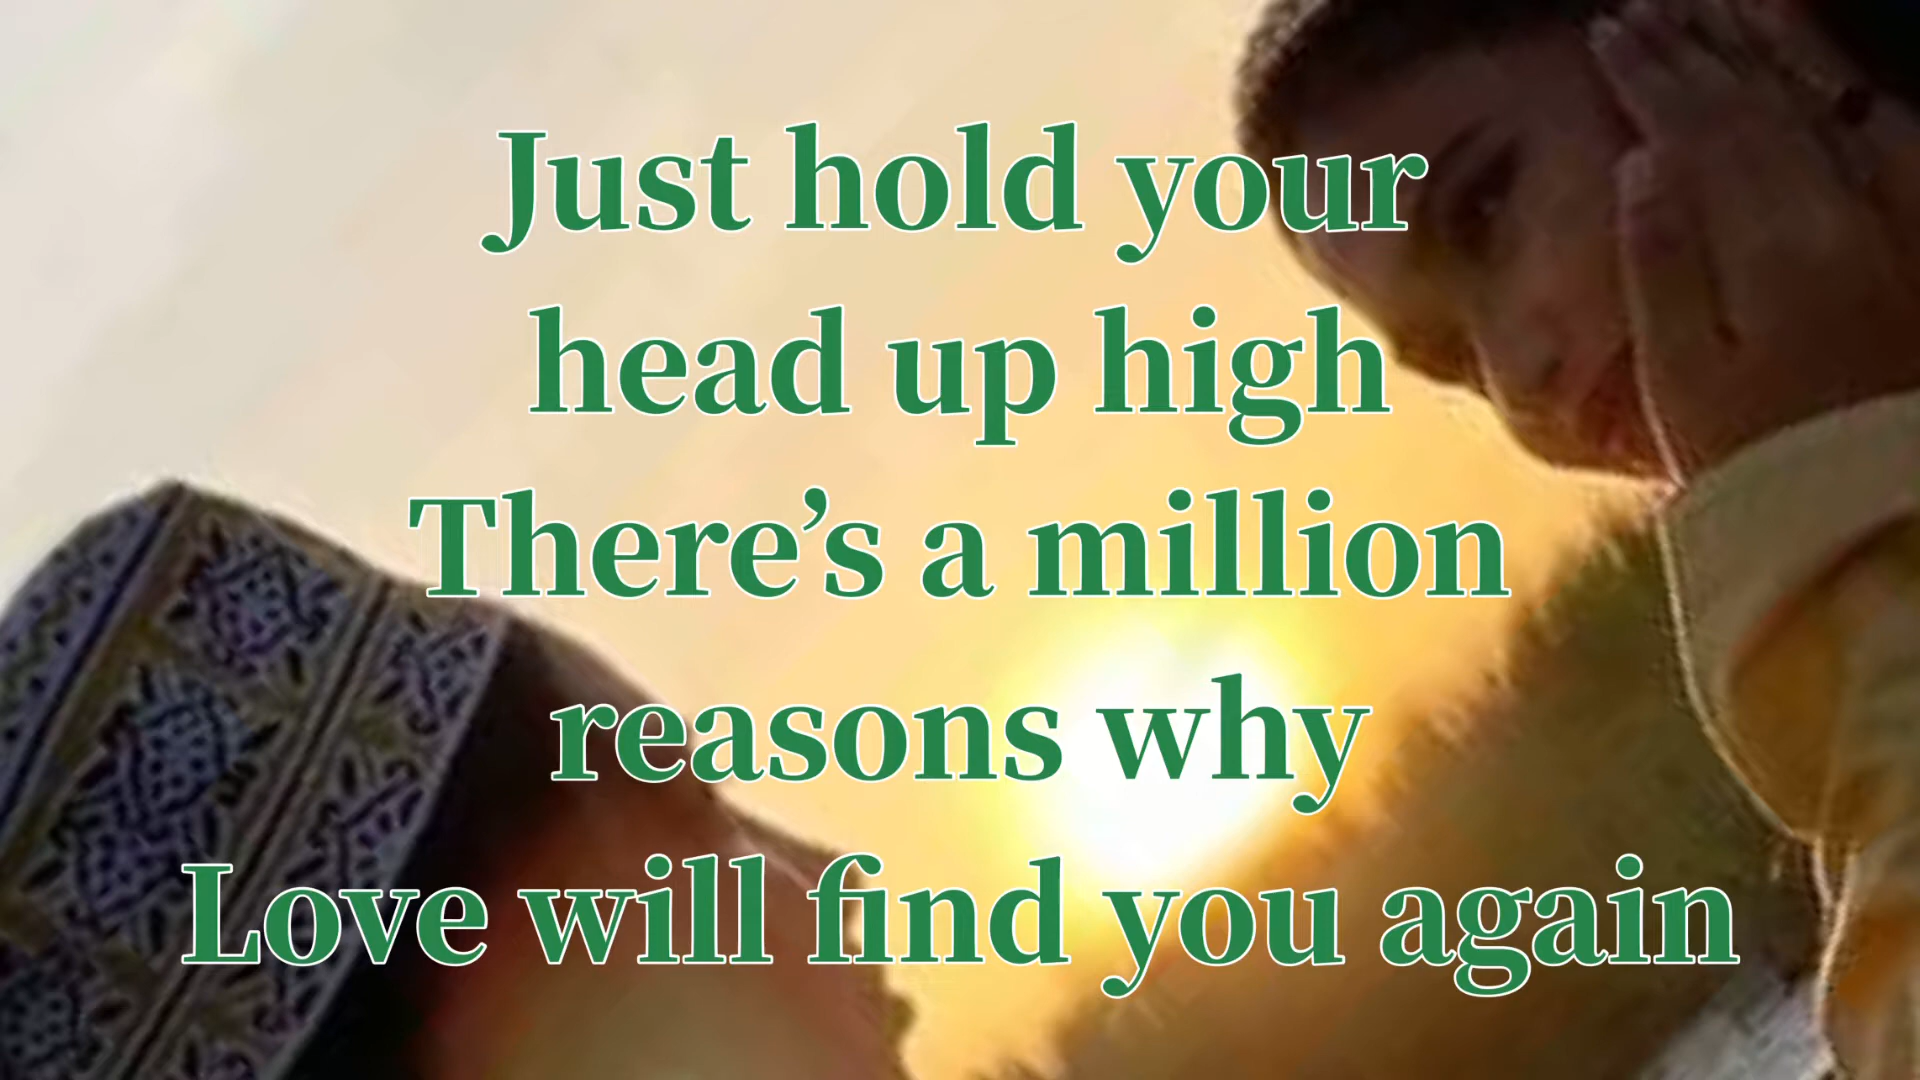 Just hold your
head up high
There’s a million
reasons why
Love will find you again